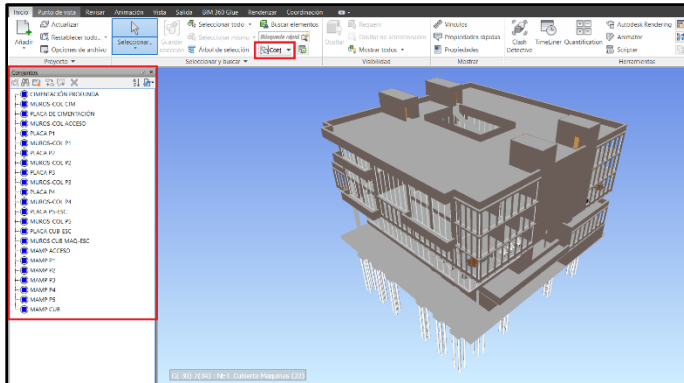 Inicio Punto de vista Revisar Animación Vista Salida BIM 360 Glue Renderizar Coordinación
Añadir
Actualizar
Restablecer todo...
Opciones de archivo
Proyecto
Seleccionar...
Guardar selección
Seleccionar todo
Seleccionar mismo
Árbol de selección
Buscar elementos
Búsqueda rápida
Conj
Seleccionar y buscar
Ocultar
Requerir
Ocultar no seleccionados
Mostrar todos
Visibilidad
Vínculos
Propiedades rápidas
Propiedades
Mostrar
Clash Detective
TimeLiner
Quantification
Autodesk Rendering
Animator
Scripter
Herramientas
Conjuntos
CIMENTACIÓN PROFUNDA
MUROS-COL CIM
PLACA DE CIMENTACIÓN
MUROS-COL ACCESO
PLACA P1
MUROS-COL P1
PLACA P2
MUROS-COL P2
PLACA P3
MUROS-COL P3
PLACA P4
MUROS-COL P4
PLACA P5-ESC
MUROS-COL P5
PLACA CUB-ESC
MUROS CUB MAQ-ESC
MAMP ACCESO
MAMP P1
MAMP P2
MAMP P3
MAMP P4
MAMP P5
MAMP CUB